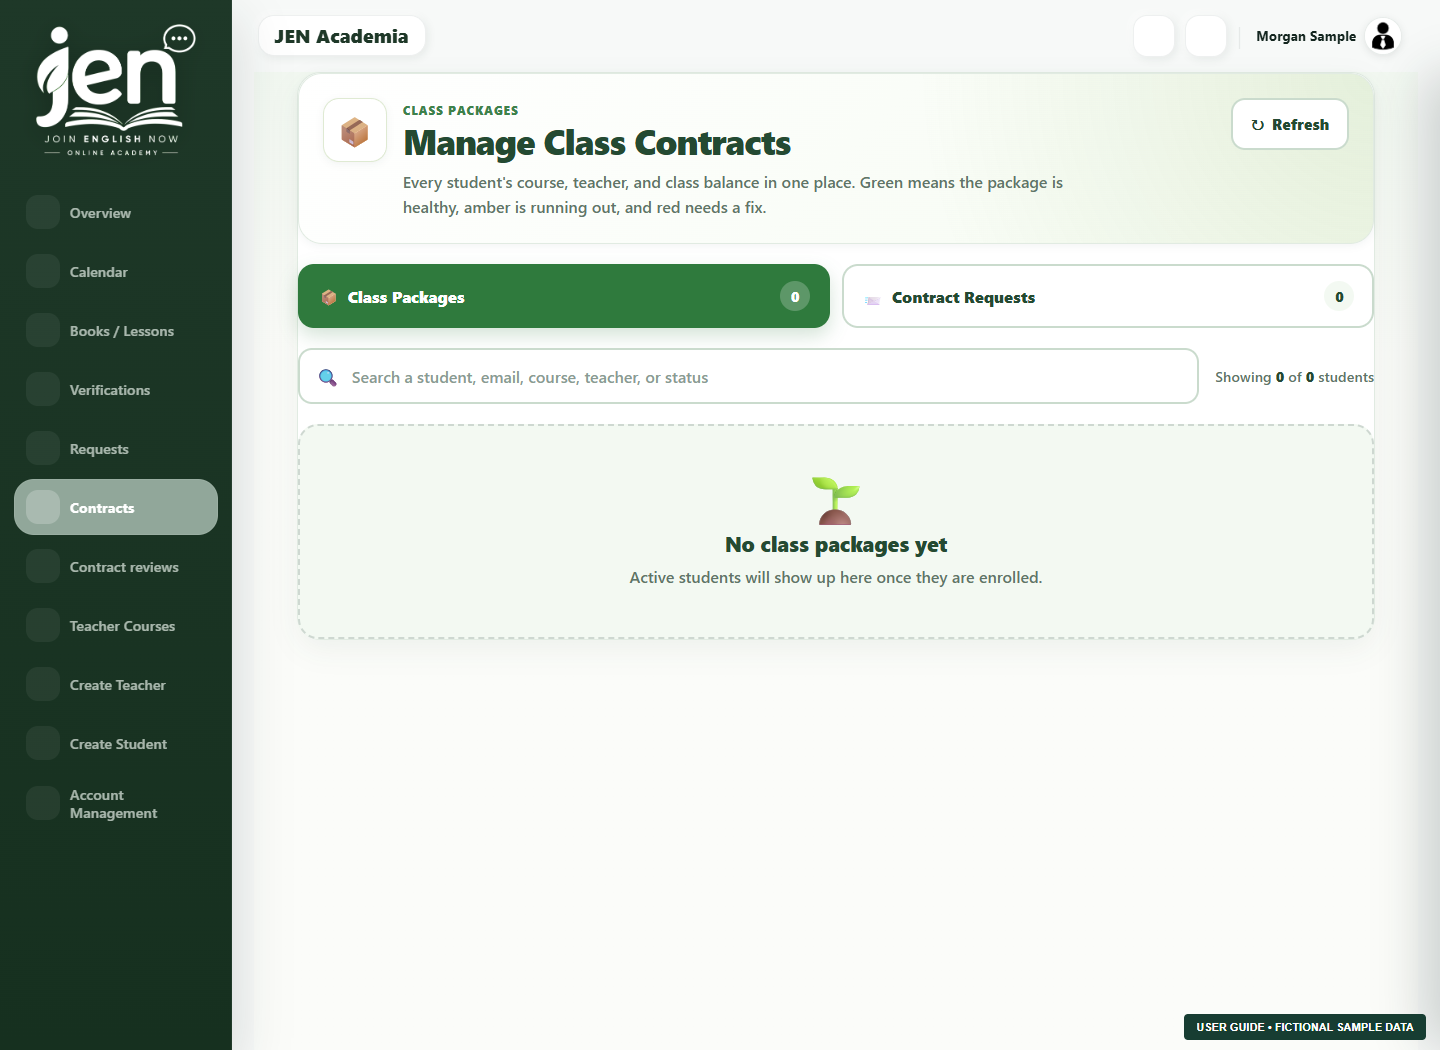 jen
JOIN ENGLISH NOW
ONLINE ACADEMY
Overview
Calendar
Books / Lessons
Verifications
Requests
Contracts
Contract reviews
Teacher Courses
Create Teacher
Create Student
Account
Management
JEN Academia
Morgan Sample
CLASS PACKAGES
Manage Class Contracts
Every student's course, teacher, and class balance in one place. Green means the package is
healthy, amber is running out, and red needs a fix.
↻ Refresh
Class Packages 0
Contract Requests 0
Search a student, email, course, teacher, or status
Showing 0 of 0 students
No class packages yet
Active students will show up here once they are enrolled.
USER GUIDE • FICTIONAL SAMPLE DATA